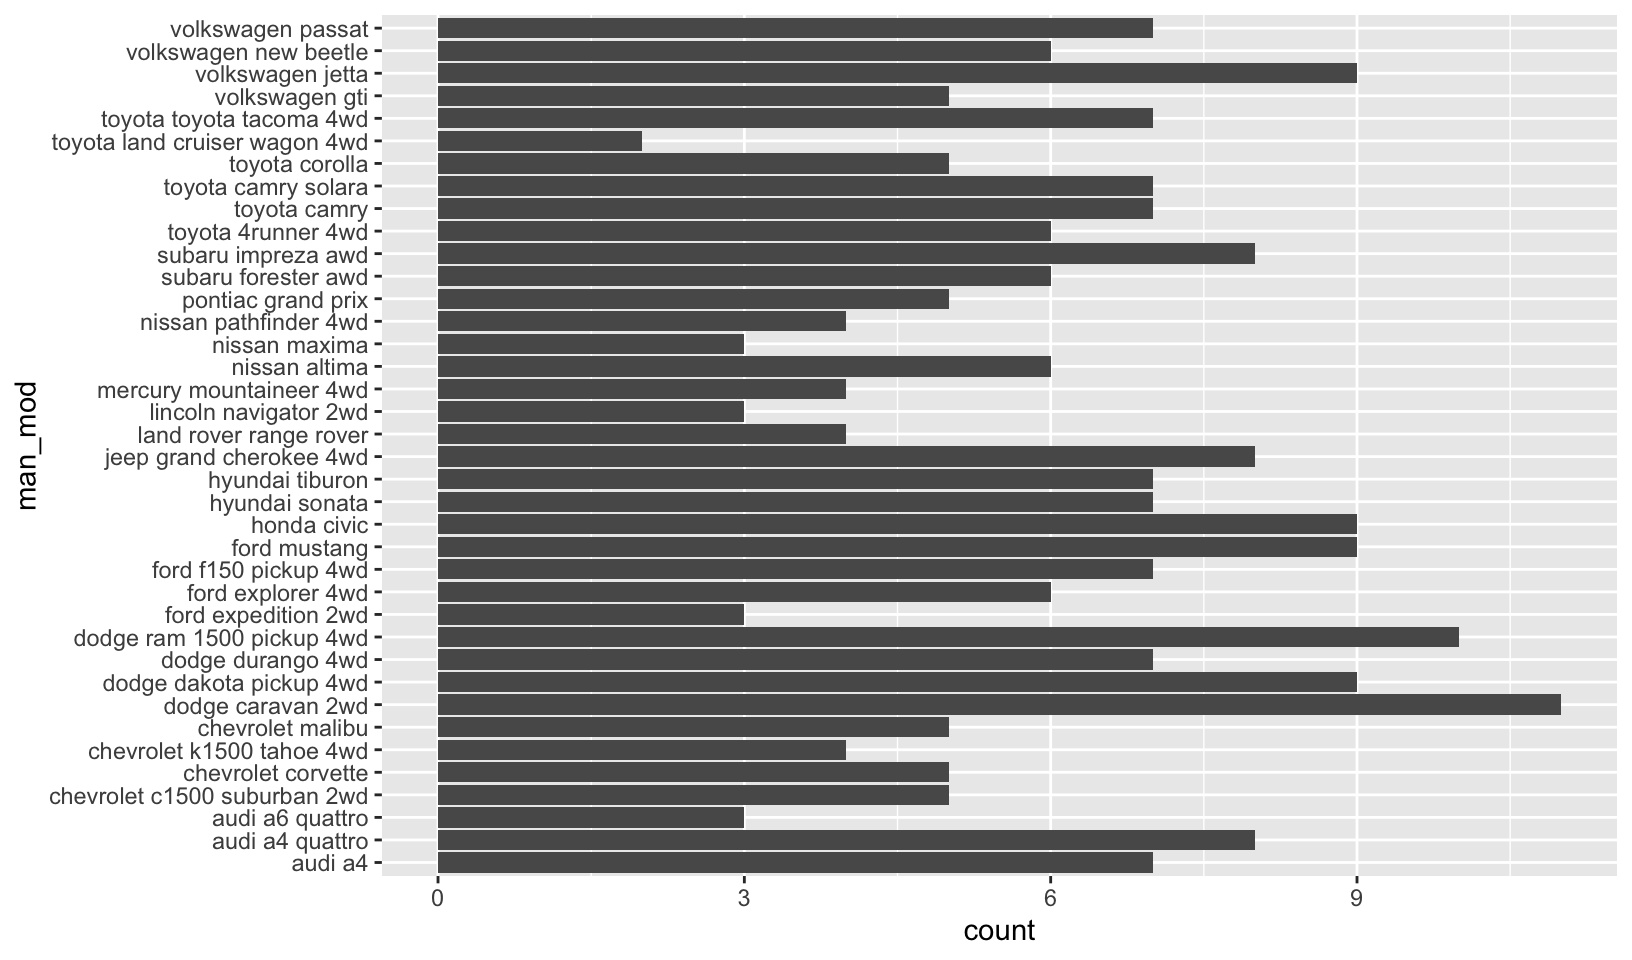 volkswagen passat
volkswagen new beetle
volkswagen jetta
volkswagen gti
toyota toyota tacoma 4wd
toyota land cruiser wagon 4wd
toyota corolla
toyota camry solara
toyota camry
toyota 4runner 4wd
subaru impreza awd
subaru forester awd
pontiac grand prix
nissan pathfinder 4wd
nissan maxima
nissan altima
mercury mountaineer 4wd
lincoln navigator 2wd
land rover range rover
jeep grand cherokee 4wd
hyundai tiburon
hyundai sonata
honda civic
ford mustang
ford f150 pickup 4wd
ford explorer 4wd
ford expedition 2wd
dodge ram 1500 pickup 4wd
dodge durango 4wd
dodge dakota pickup 4wd
dodge caravan 2wd
chevrolet malibu
chevrolet k1500 tahoe 4wd
chevrolet corvette
chevrolet c1500 suburban 2wd
audi a6 quattro
audi a4 quattro
audi a4
man_mod
0 3 6 9
count